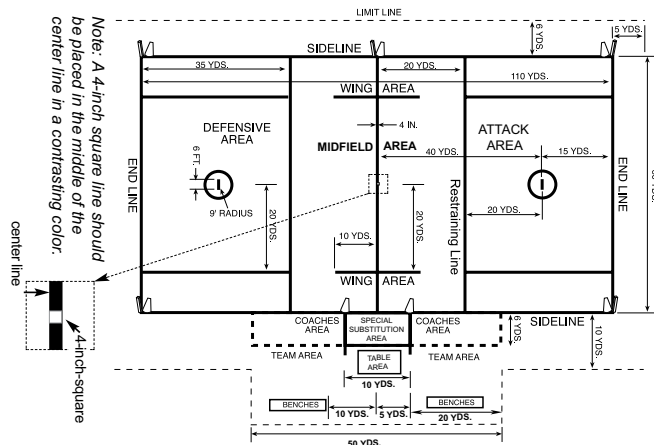 LIMIT LINE
6 YDS.
5 YDS.
SIDELINE
35 YDS.
20 YDS.
110 YDS.
WING AREA
4 IN.
DEFENSIVE
AREA
MIDFIELD AREA
ATTACK
AREA
40 YDS.
15 YDS.
6 FT.
9' RADIUS
20 YDS.
10 YDS.
20 YDS.
20 YDS.
Restraining Line
END LINE
END LINE
WING AREA
SIDELINE
COACHES
AREA
SPECIAL
SUBSTITUTION
AREA
COACHES
AREA
6 YDS.
10 YDS.
TEAM AREA
TABLE
AREA
TEAM AREA
10 YDS.
BENCHES
BENCHES
10 YDS.
5 YDS.
20 YDS.
50 YDS.
Note: A 4-inch square line should
be placed in the middle of the
center line in a contrasting color.
center line
4-inch-square